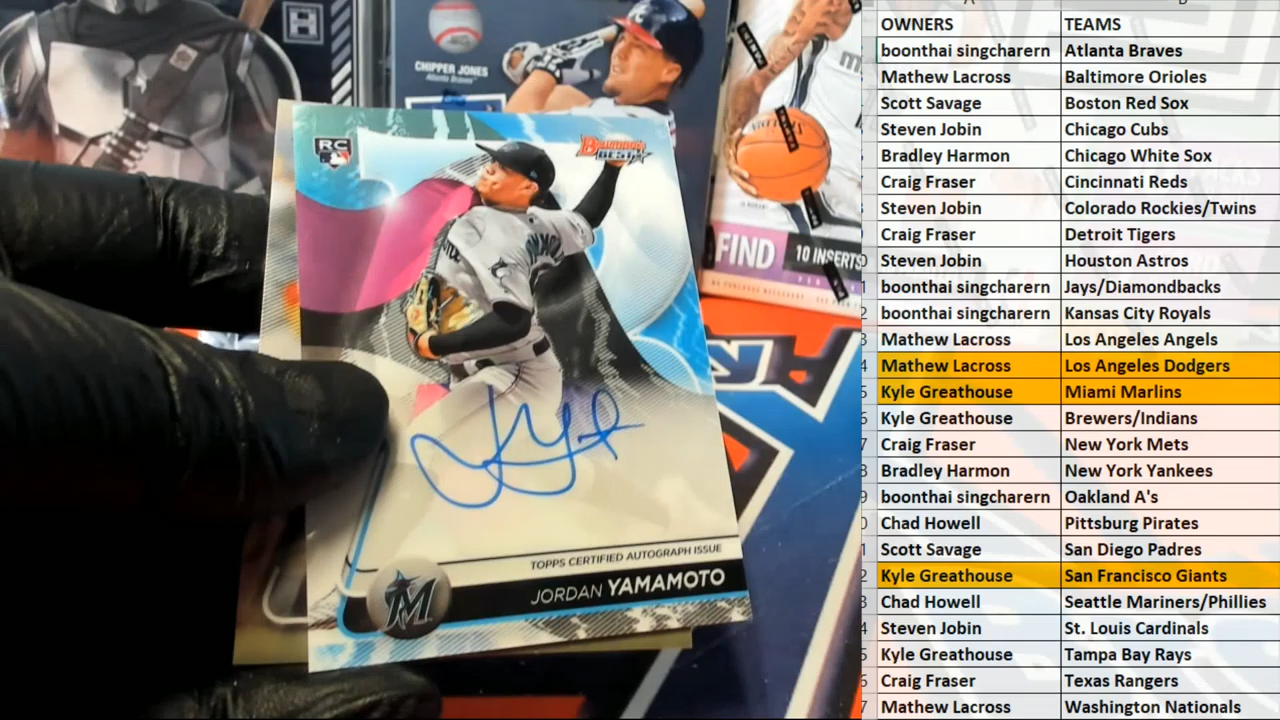 CHIPPER JONES
Atlanta Braves
RC
Bowman's
BEST
FIND
10 INSERTS
TOPPS CERTIFIED AUTOGRAPH ISSUE
JORDAN YAMAMOTO
M
OWNERS TEAMS
boonthai singcharern Atlanta Braves
Mathew Lacross Baltimore Orioles
Scott Savage Boston Red Sox
Steven Jobin Chicago Cubs
Bradley Harmon Chicago White Sox
Craig Fraser Cincinnati Reds
Steven Jobin Colorado Rockies/Twins
Craig Fraser Detroit Tigers
Steven Jobin Houston Astros
boonthai singcharern Jays/Diamondbacks
boonthai singcharern Kansas City Royals
Mathew Lacross Los Angeles Angels
Mathew Lacross Los Angeles Dodgers
Kyle Greathouse Miami Marlins
Kyle Greathouse Brewers/Indians
Craig Fraser New York Mets
Bradley Harmon New York Yankees
boonthai singcharern Oakland A's
Chad Howell Pittsburg Pirates
Scott Savage San Diego Padres
Kyle Greathouse San Francisco Giants
Chad Howell Seattle Mariners/Phillies
Steven Jobin St. Louis Cardinals
Kyle Greathouse Tampa Bay Rays
Craig Fraser Texas Rangers
Mathew Lacross Washington Nationals